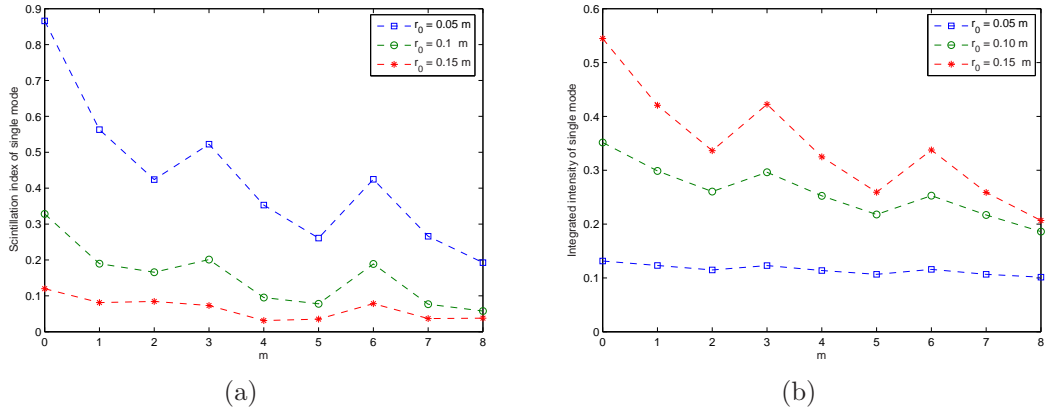 0.9
0.8
0.7
0.6
0.5
0.4
0.3
0.2
0.1
0
Scintillation index of single mode
r0 = 0.05 m
r0 = 0.1 m
r0 = 0.15 m
0 1 2 3 4 5 6 7 8
m
(a)
0.6
0.5
0.4
0.3
0.2
0.1
0
Integrated intensity of single mode
r0 = 0.05 m
r0 = 0.10 m
r0 = 0.15 m
0 1 2 3 4 5 6 7 8
m
(b)